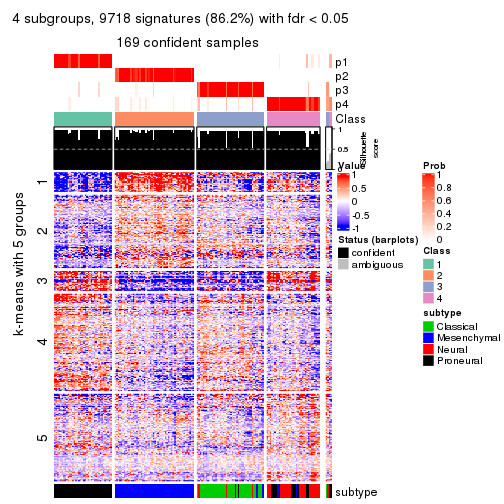 4 subgroups, 9718 signatures (86.2%) with fdr < 0.05
169 confident samples
p1
p2
p3
p4
Class
1
0.5
0
Silhouette
score
k-means with 5 groups
1
2
3
4
5
subtype
Value
1
0.5
0
-0.5
-1
Status (barplots)
confident
ambiguous
Prob
1
0.8
0.6
0.4
0.2
0
Class
1
2
3
4
subtype
Classical
Mesenchymal
Neural
Proneural